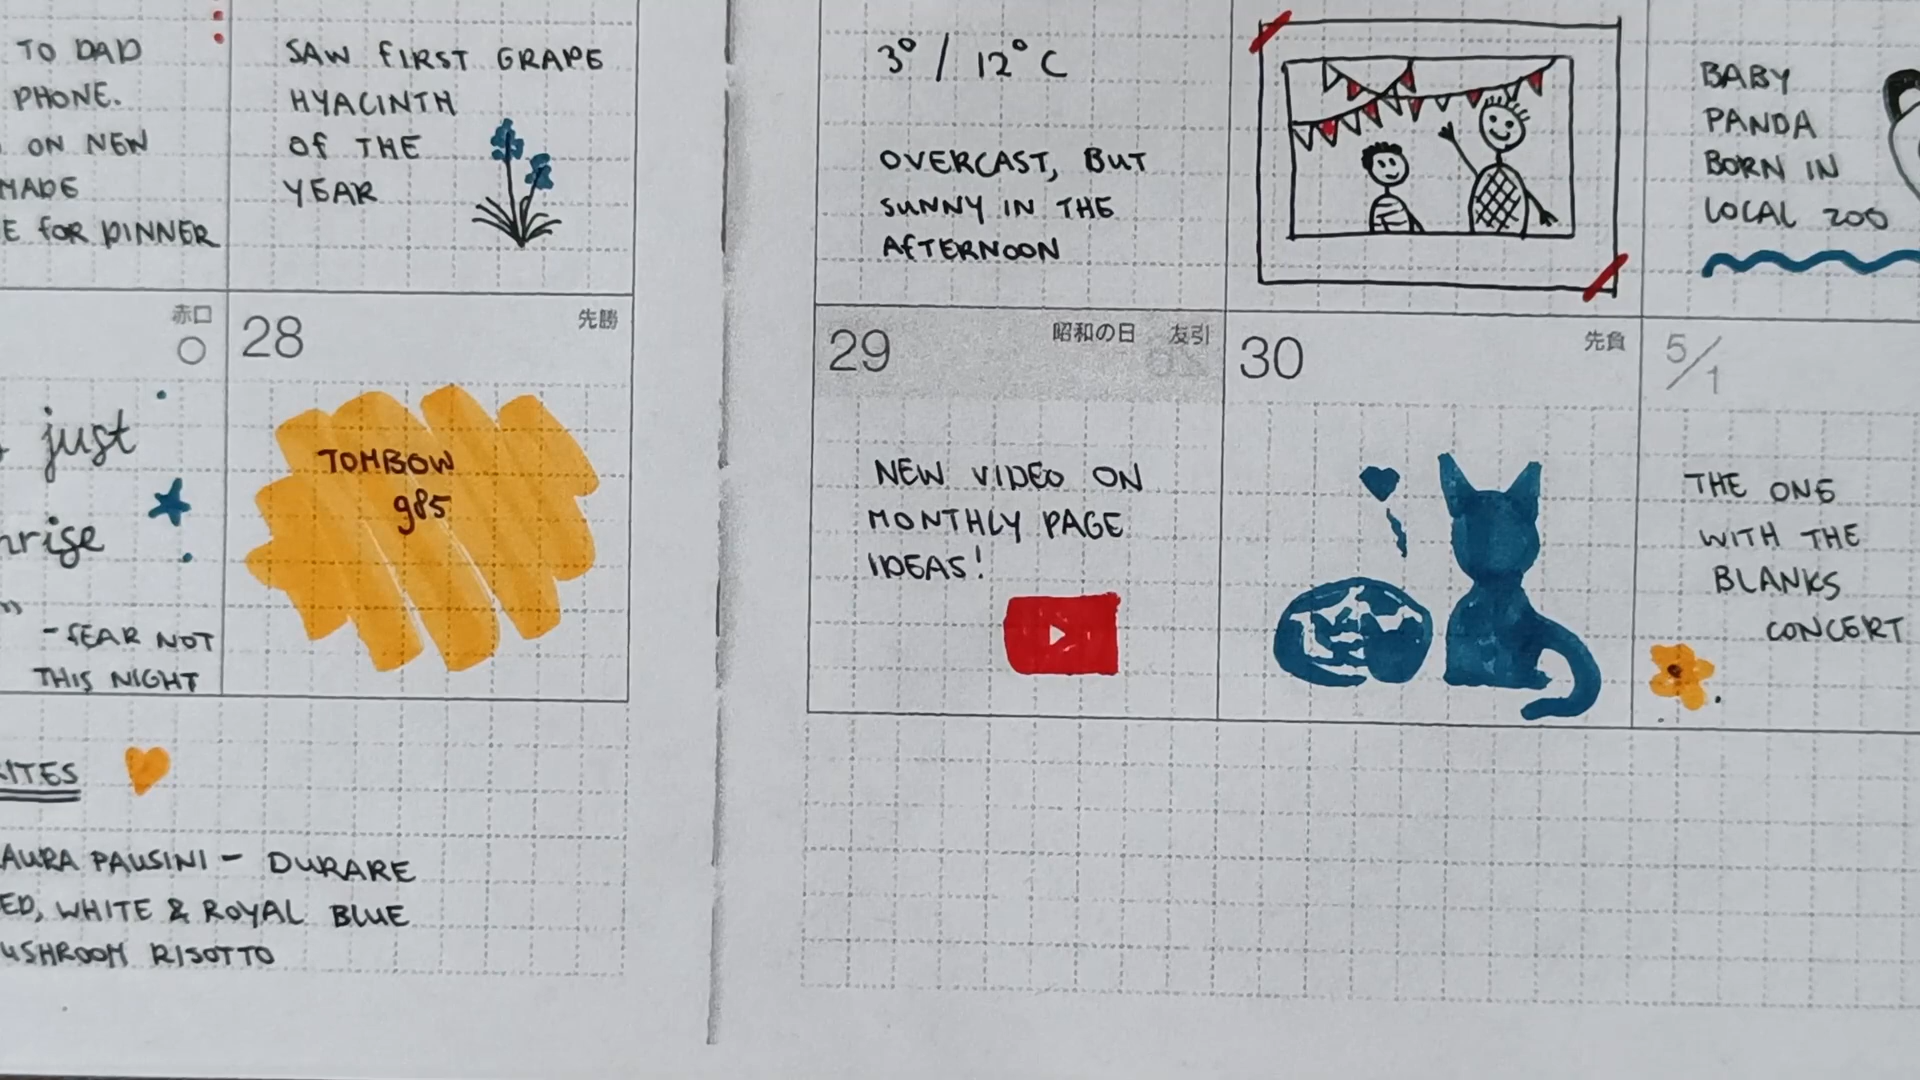 TO DAD
PHONE.
ON NEW
MADE
FOR DINNER
SAW FIRST GRAPE
HYACINTH
OF THE
YEAR
3° / 12° C
OVERCAST, BUT
SUNNY IN THE
AFTERNOON
BABY
PANDA
BORN IN
LOCAL ZOO
赤口
just
"
-FEAR NOT
THIS NIGHT
28 先勝
TOMBOW
985
29 昭和の日 友引
NEW VIDEO ON
MONTHLY PAGE
IDEAS!
30 先負
5/1
THE ONE
WITH THE
BLANKS
CONCERT
AURA PAUSINI - DURARE
ED, WHITE & ROYAL BLUE
USHROOM RISOTTO